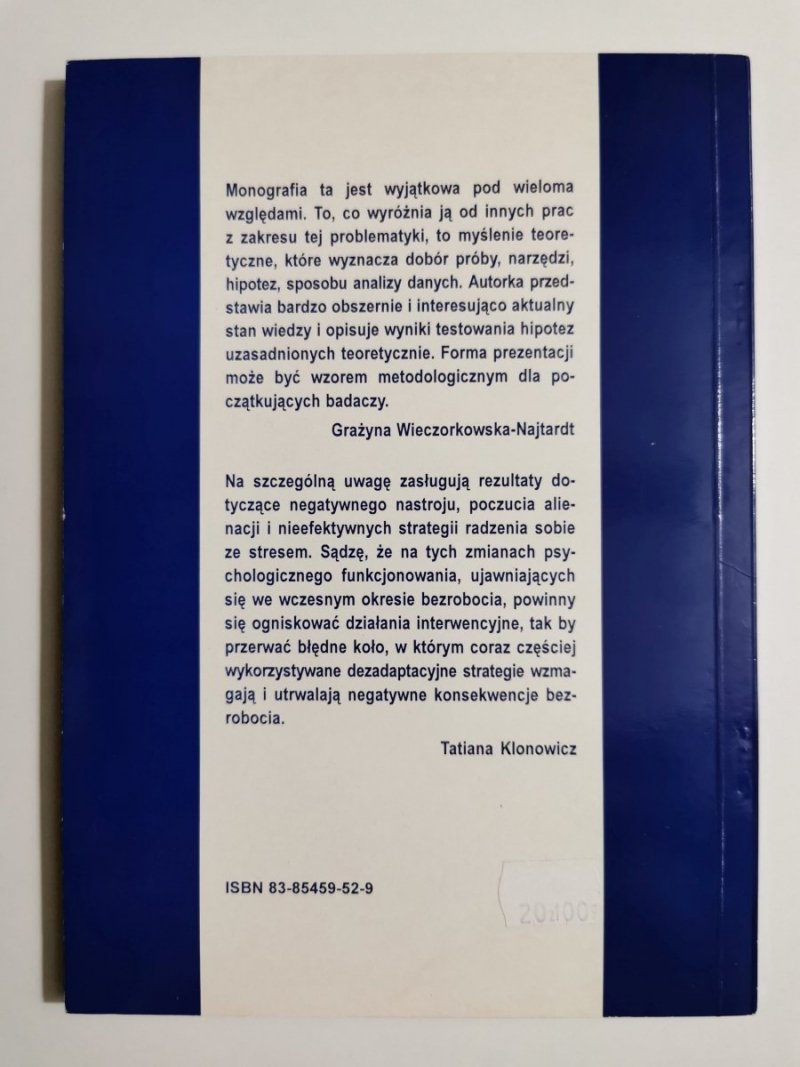 Monografia ta jest wyjątkowa pod wieloma
względami. To, co wyróżnia ją od innych prac
z zakresu tej problematyki, to myślenie teore-
tyczne, które wyznacza dobór próby, narzędzi,
hipotez, sposobu analizy danych. Autorka przed-
stawia bardzo obszernie i interesująco aktualny
stan wiedzy i opisuje wyniki testowania hipotez
uzasadnionych teoretycznie. Forma prezentacji
może być wzorem metodologicznym dla po-
czątkujących badaczy.
Grażyna Wieczorkowska-Najtardt
Na szczególną uwagę zasługują rezultaty do-
tyczące negatywnego nastroju, poczucia alie-
nacji i nieefektywnych strategii radzenia sobie
ze stresem. Sądzę, że na tych zmianach psy-
chologicznego funkcjonowania, ujawniających
się we wczesnym okresie bezrobocia, powinny
się ogniskować działania interwencyjne, tak by
przerwać błędne koło, w którym coraz częściej
wykorzystywane dezadaptacyjne strategie wzma-
gają i utrwalają negatywne konsekwencje bez-
robocia.
Tatiana Klonowicz
ISBN 83-85459-52-9